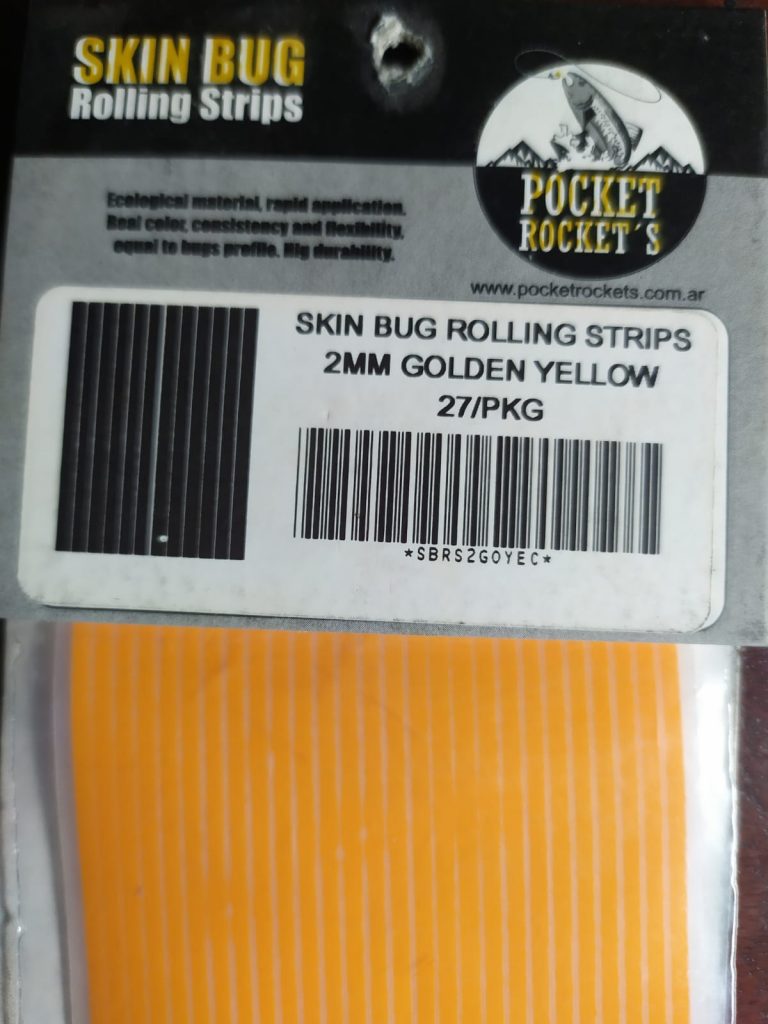 SKIN BUG
Rolling Strips
POCKET
ROCKET´S
Ecological material, rapid application.
Real color, consistency and flexibility,
equal to bugs profile. Hig durability.
www.pocketrockets.com.ar
SKIN BUG ROLLING STRIPS
2MM GOLDEN YELLOW
27/PKG
*SBRS2GOYEC*